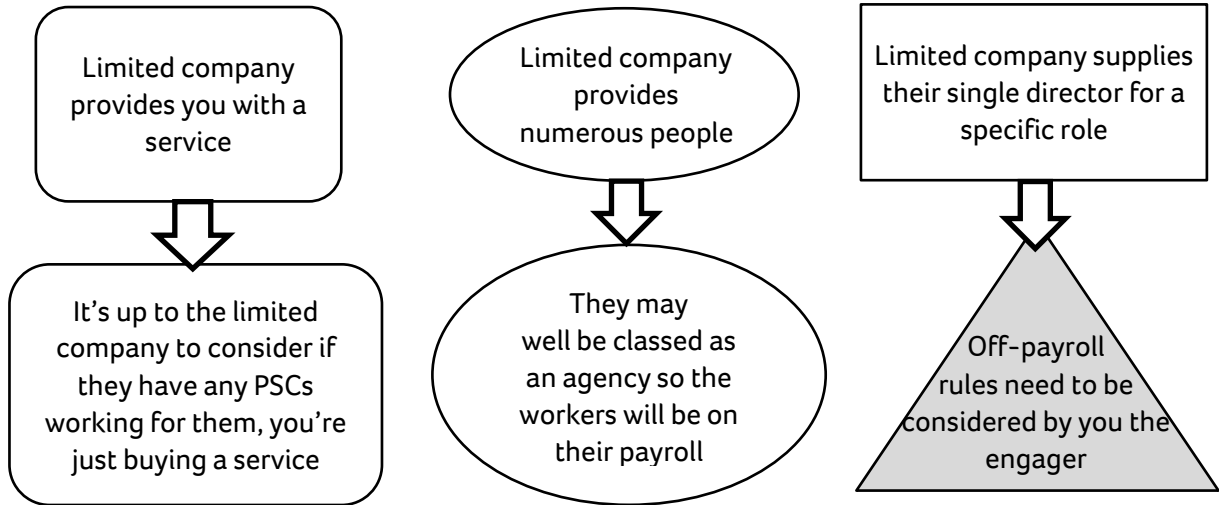 Limited company
provides you with a
service
It’s up to the limited
company to consider if
they have any PSCs
working for them, you’re
just buying a service
Limited company
provides
numerous people
They may
well be classed as
an agency so the
workers will be on
their payroll
Limited company supplies
their single director for a
specific role
Off-payroll
rules need to be
considered by you the
engager